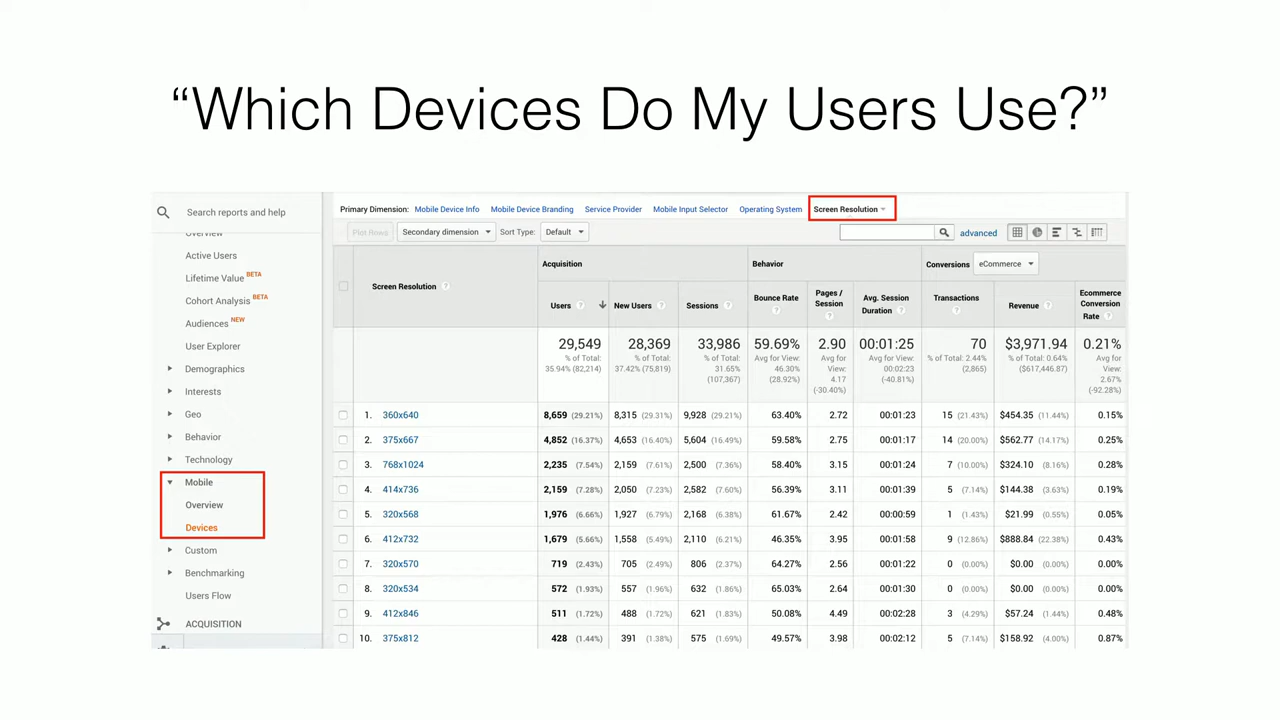 “Which Devices Do My Users Use?”
Search reports and help
Overview
Active Users
Lifetime Value BETA
Cohort Analysis BETA
Audiences NEW
User Explorer
Demographics
Interests
Geo
Behavior
Technology
Mobile
Overview
Devices
Custom
Benchmarking
Users Flow
ACQUISITION
Primary Dimension: Mobile Device Info Mobile Device Branding Service Provider Mobile Input Selector Operating System Screen Resolution
Plot Rows Secondary dimension Sort Type: Default advanced
Acquisition Behavior Conversions eCommerce
Screen Resolution ? Users ? New Users ? Sessions ? Bounce Rate ? Pages / Session ? Avg. Session Duration ? Transactions ? Revenue ? Ecommerce Conversion Rate ?
29,549 28,369 33,986 59.69% 2.90 00:01:25 70 $3,971.94 0.21%
% of Total: 35.94% (82,214) % of Total: 37.42% (75,819) % of Total: 31.65% (107,367) Avg for View: 46.30% (28.92%) Avg for View: 4.17 (-30.40%) Avg for View: 00:02:23 (-40.81%) % of Total: 2.44% (2,865) % of Total: 0.64% ($617,446.87) Avg for View: 2.67% (-92.28%)
1. 360x640 8,659 (29.21%) 8,315 (29.31%) 9,928 (29.21%) 63.40% 2.72 00:01:23 15 (21.43%) $454.35 (11.44%) 0.15%
2. 375x667 4,852 (16.37%) 4,653 (16.40%) 5,604 (16.49%) 59.58% 2.75 00:01:17 14 (20.00%) $562.77 (14.17%) 0.25%
3. 768x1024 2,235 (7.54%) 2,159 (7.61%) 2,500 (7.36%) 58.40% 3.15 00:01:24 7 (10.00%) $324.10 (8.16%) 0.28%
4. 414x736 2,159 (7.28%) 2,050 (7.23%) 2,582 (7.60%) 56.39% 3.11 00:01:39 5 (7.14%) $144.38 (3.63%) 0.19%
5. 320x568 1,976 (6.66%) 1,927 (6.79%) 2,168 (6.38%) 61.67% 2.42 00:00:59 1 (1.43%) $21.99 (0.55%) 0.05%
6. 412x732 1,679 (5.66%) 1,558 (5.49%) 2,110 (6.21%) 46.35% 3.95 00:01:58 9 (12.86%) $888.84 (22.38%) 0.43%
7. 320x570 719 (2.43%) 705 (2.49%) 806 (2.37%) 64.27% 2.56 00:01:22 0 (0.00%) $0.00 (0.00%) 0.00%
8. 320x534 572 (1.93%) 557 (1.96%) 632 (1.86%) 65.03% 2.64 00:01:30 0 (0.00%) $0.00 (0.00%) 0.00%
9. 412x846 511 (1.72%) 488 (1.72%) 621 (1.83%) 50.08% 4.49 00:02:28 3 (4.29%) $57.24 (1.44%) 0.48%
10. 375x812 428 (1.44%) 391 (1.38%) 575 (1.69%) 49.57% 3.98 00:02:12 5 (7.14%) $158.92 (4.00%) 0.87%